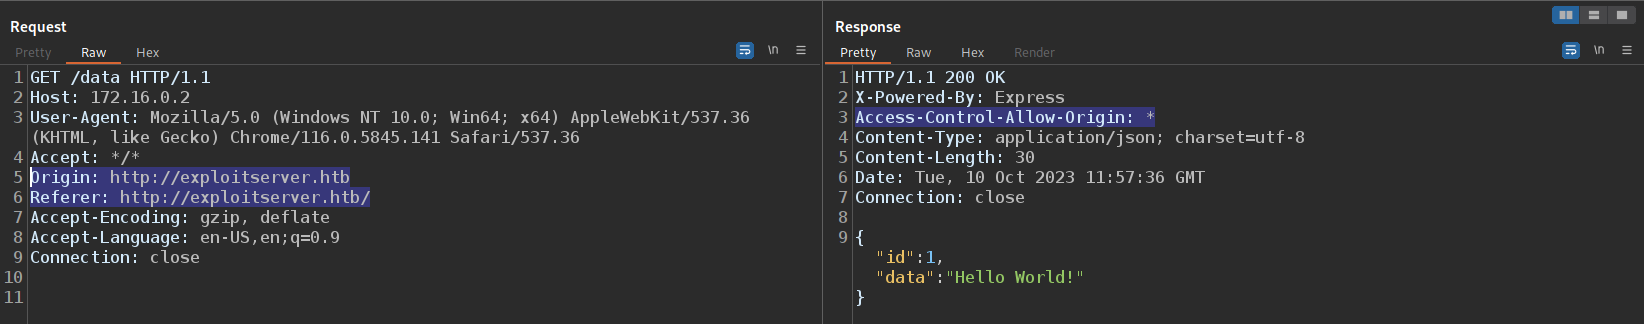 Request
Pretty Raw Hex \n
1 GET /data HTTP/1.1
2 Host: 172.16.0.2
3 User-Agent: Mozilla/5.0 (Windows NT 10.0; Win64; x64) AppleWebKit/537.36
(KHTML, like Gecko) Chrome/116.0.5845.141 Safari/537.36
4 Accept: */*
5 Origin: http://exploitserver.htb
6 Referer: http://exploitserver.htb/
7 Accept-Encoding: gzip, deflate
8 Accept-Language: en-US,en;q=0.9
9 Connection: close
10
11
Response
Pretty Raw Hex Render \n
1 HTTP/1.1 200 OK
2 X-Powered-By: Express
3 Access-Control-Allow-Origin: *
4 Content-Type: application/json; charset=utf-8
5 Content-Length: 30
6 Date: Tue, 10 Oct 2023 11:57:36 GMT
7 Connection: close
8
9 {
"id":1,
"data":"Hello World!"
}